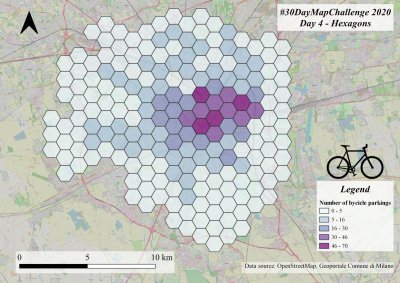 #30DayMapChallenge 2020
Day 4 - Hexagons
Legend
Number of bycicle parkings
0 - 5
5 - 16
16 - 30
30 - 46
46 - 70
0 5 10 km
Data source: OpenStreetMap, Geoportale Comune di Milano